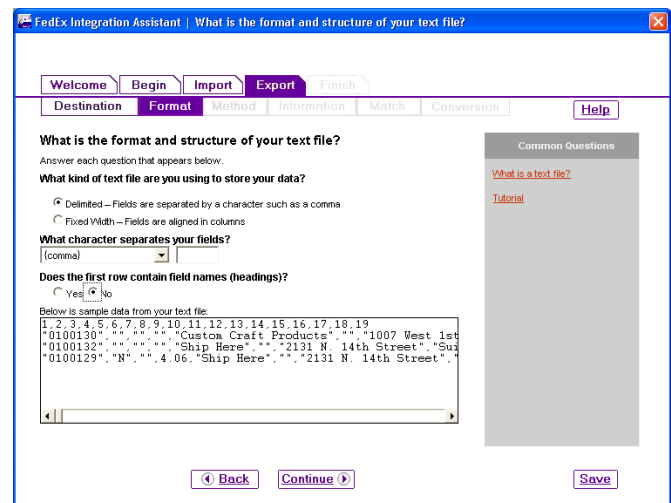 FedEx Integration Assistant | What is the format and structure of your text file?
Welcome Begin Import Export Finish
Destination Format Method Information Match Conversion
Help
What is the format and structure of your text file?
Answer each question that appears below.
What kind of text file are you using to store your data?
Delimited – Fields are separated by a character such as a comma
Fixed Width – Fields are aligned in columns
What character separates your fields?
{comma}
Does the first row contain field names (headings)?
Yes No
Below is sample data from your text file:
1,2,3,4,5,6,7,8,9,10,11,12,13,14,15,16,17,18,19
"0100130","","","","Custom Craft Products","","1007 West 1st
"0100132","","","","Ship Here","","2131 N. 14th Street","Sui
"0100129","N","",4.06,"Ship Here","","2131 N. 14th Street","
Common Questions
What is a text file?
Tutorial
Back Continue Save